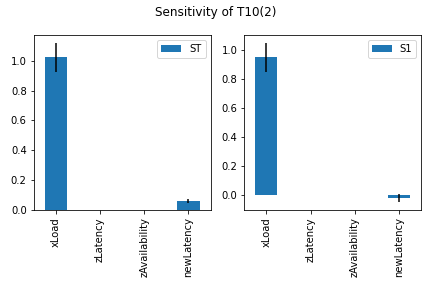 Sensitivity of T10(2)
ST
1.0
0.8
0.6
0.4
0.2
0.0
xLoad
zLatency
zAvailability
newLatency
S1
1.0
0.8
0.6
0.4
0.2
0.0
xLoad
zLatency
zAvailability
newLatency